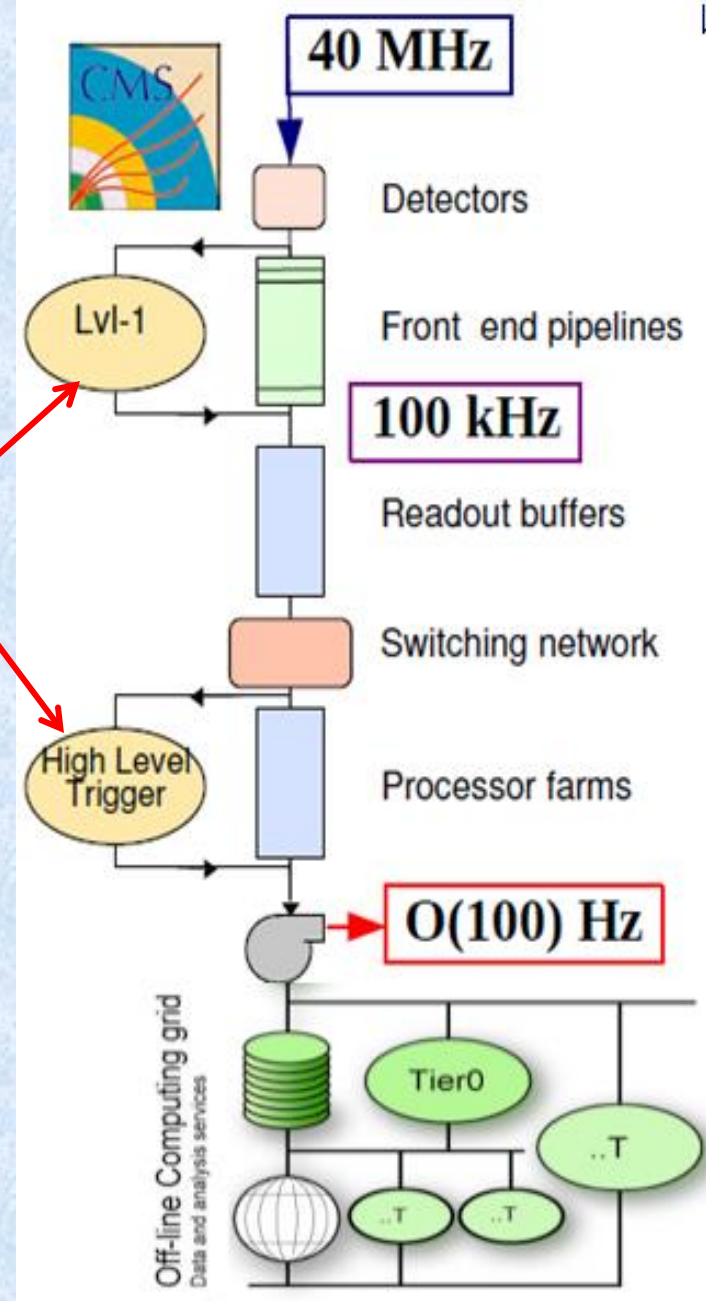 40 MHz
CMS
Detectors
Lvl-1
Front end pipelines
100 kHz
Readout buffers
Switching network
High Level
Trigger
Processor farms
O(100) Hz
Off-line Computing grid
Data and analysis services
Tier0
..T
..T
..T